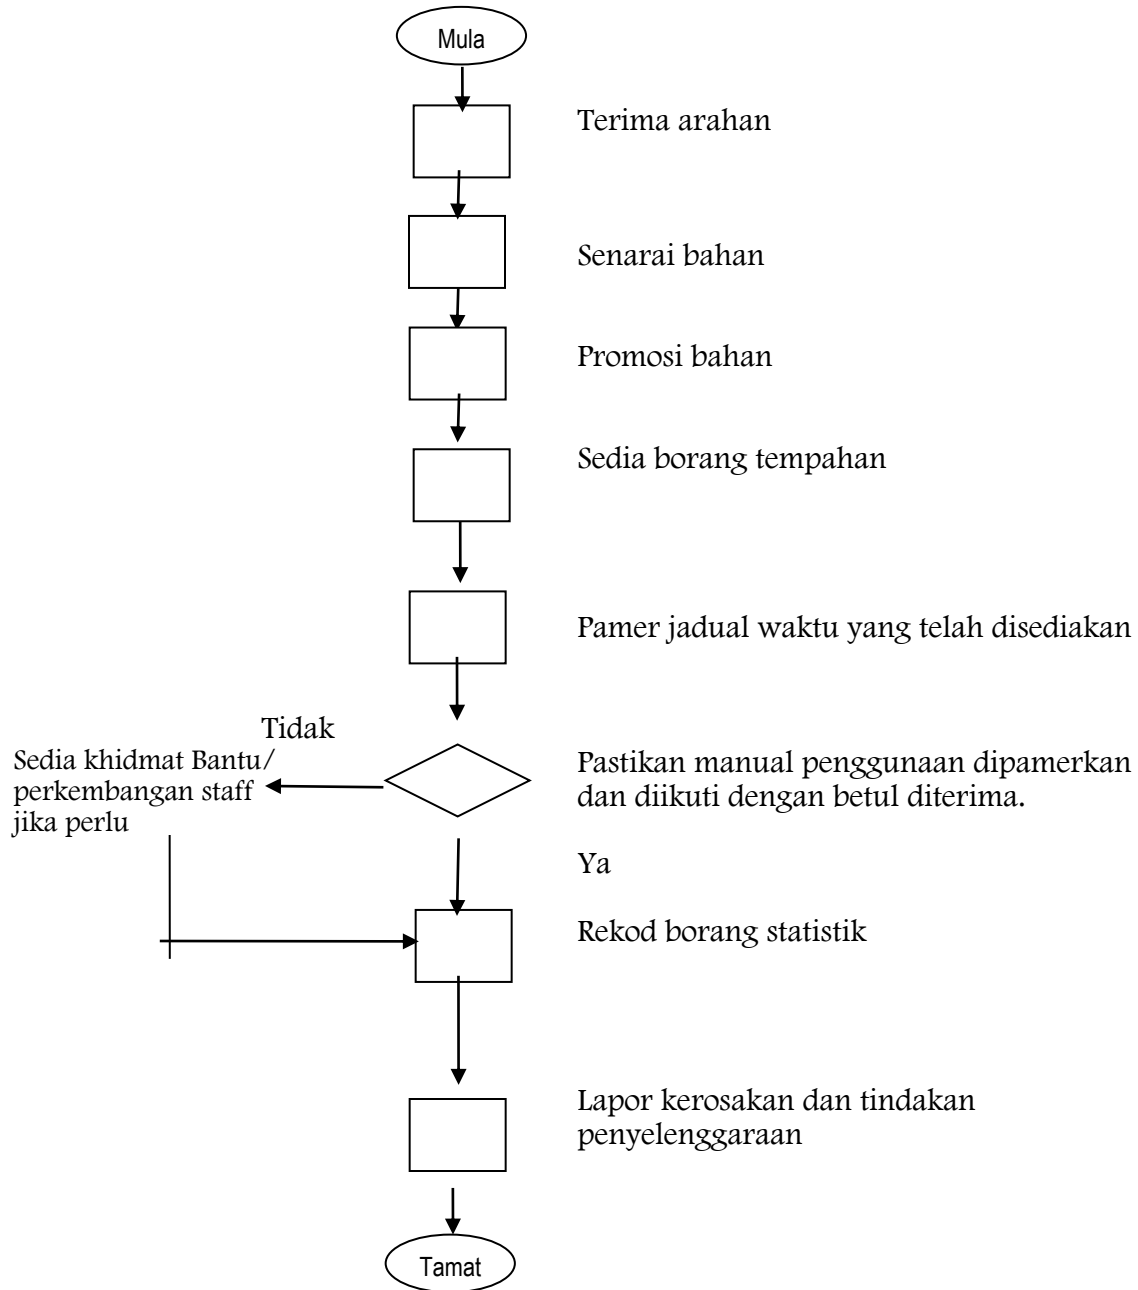 Mula
Terima arahan
Senarai bahan
Promosi bahan
Sedia borang tempahan
Pamer jadual waktu yang telah disediakan
Tidak
Sedia khidmat Bantu/
perkembangan staff
jika perlu
Pastikan manual penggunaan dipamerkan
dan diikuti dengan betul diterima.
Ya
Rekod borang statistik
Lapor kerosakan dan tindakan
penyelenggaraan
Tamat